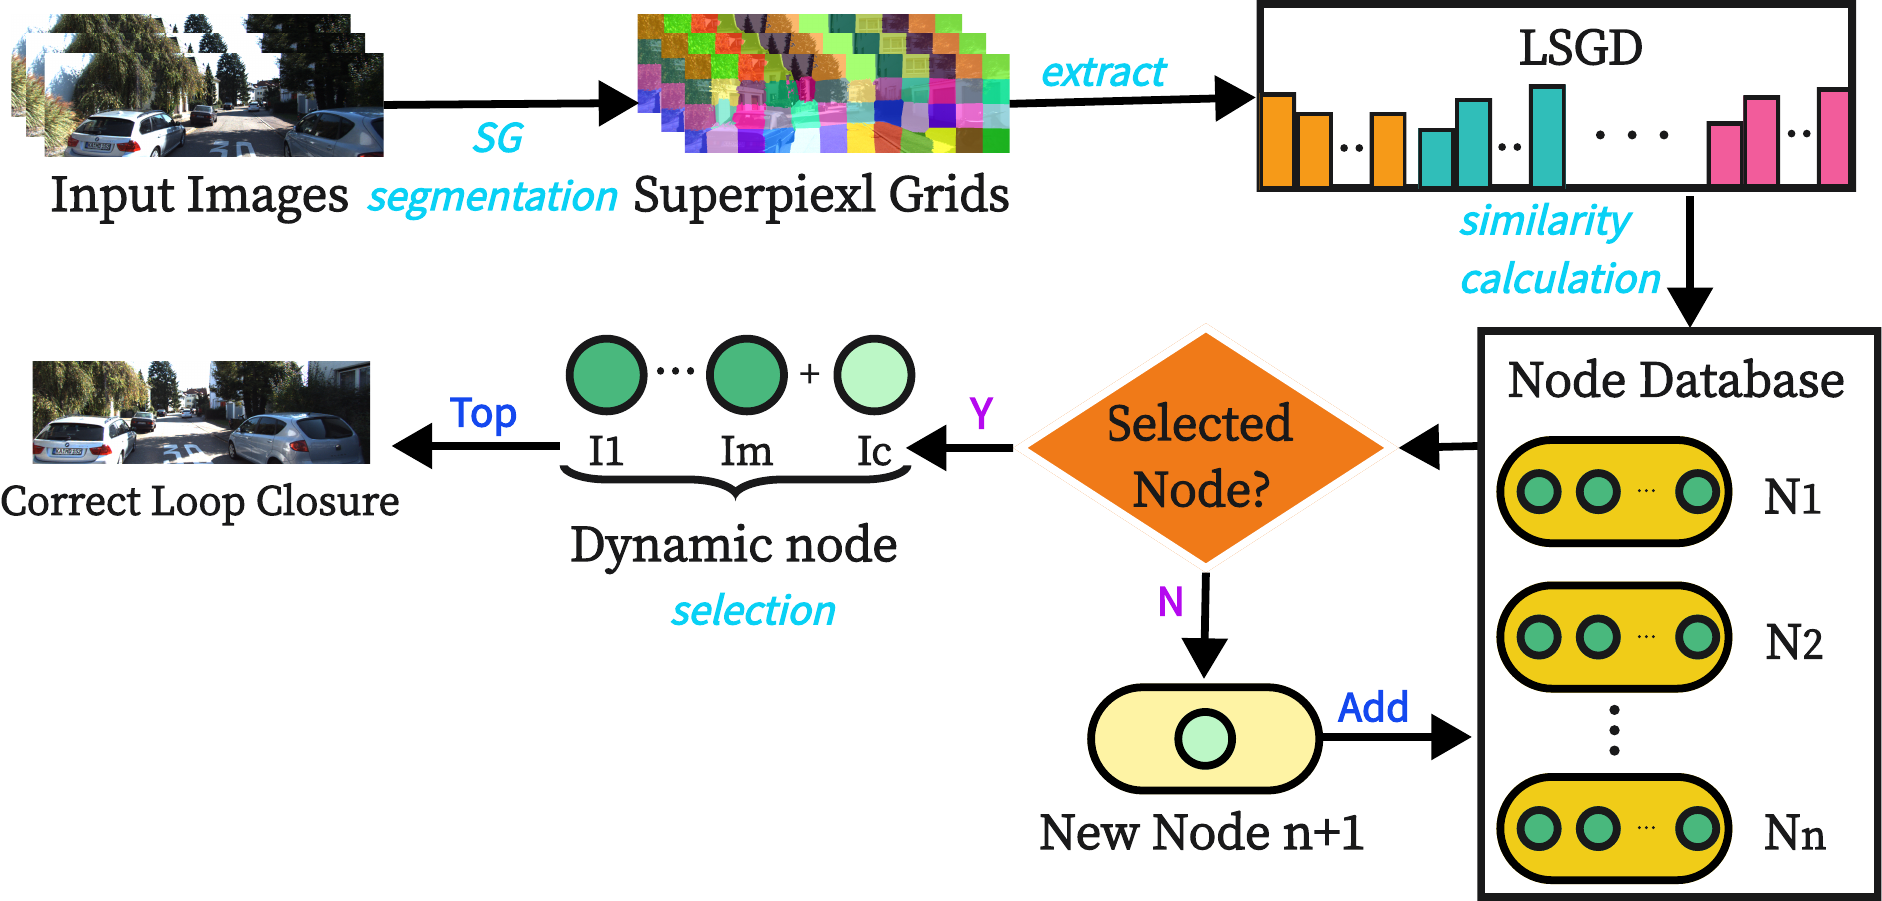 LSGD
extract
SG
segmentation
Input Images
Superpiexl Grids
similarity
calculation
Node Database
N1
N2
Nn
Selected
Node?
Y
N
I1 ... Im + Ic
Dynamic node
selection
Top
Correct Loop Closure
Add
New Node n+1